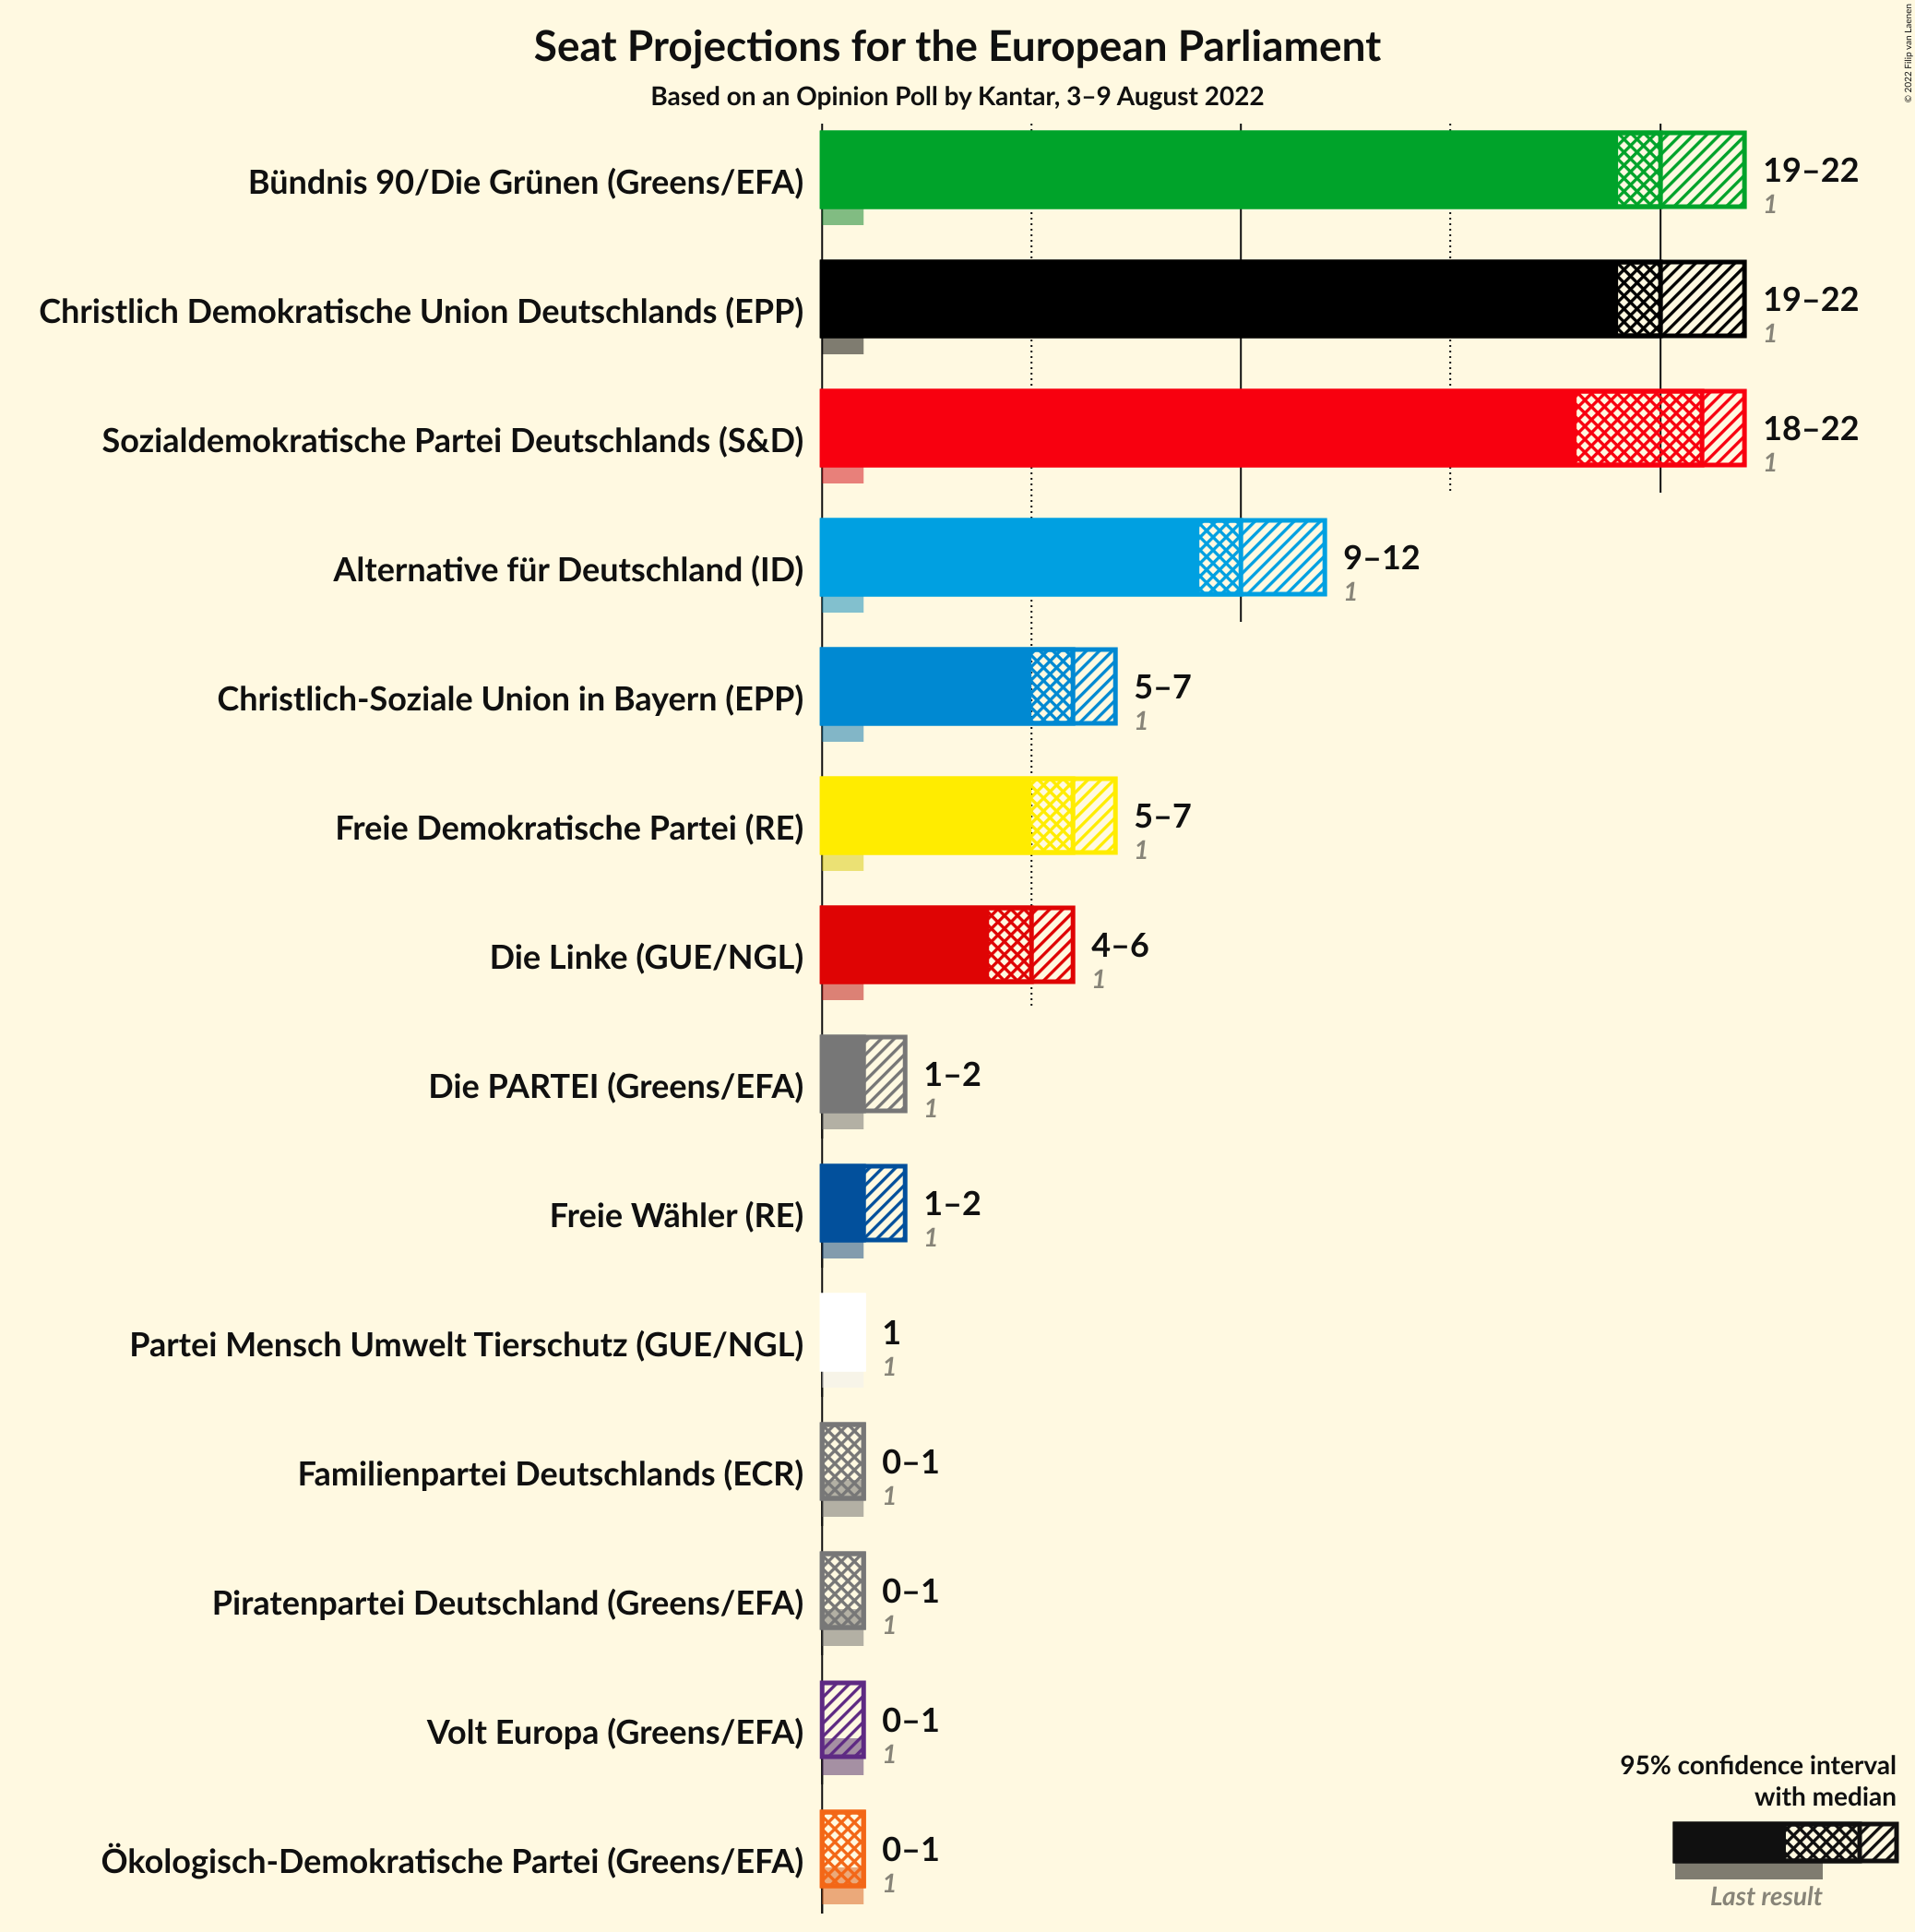 Seat Projections for the European Parliament
Based on an Opinion Poll by Kantar, 3–9 August 2022
© 2022 Filip van Laenen
Bündnis 90/Die Grünen (Greens/EFA)
19–22
1
Christlich Demokratische Union Deutschlands (EPP)
19–22
1
Sozialdemokratische Partei Deutschlands (S&D)
18–22
1
Alternative für Deutschland (ID)
9–12
1
Christlich-Soziale Union in Bayern (EPP)
5–7
1
Freie Demokratische Partei (RE)
5–7
1
Die Linke (GUE/NGL)
4–6
1
Die PARTEI (Greens/EFA)
1–2
1
Freie Wähler (RE)
1–2
1
Partei Mensch Umwelt Tierschutz (GUE/NGL)
1
1
Familienpartei Deutschlands (ECR)
0–1
1
Piratenpartei Deutschland (Greens/EFA)
0–1
1
Volt Europa (Greens/EFA)
0–1
1
Ökologisch-Demokratische Partei (Greens/EFA)
0–1
1
95% confidence interval
with median
Last result